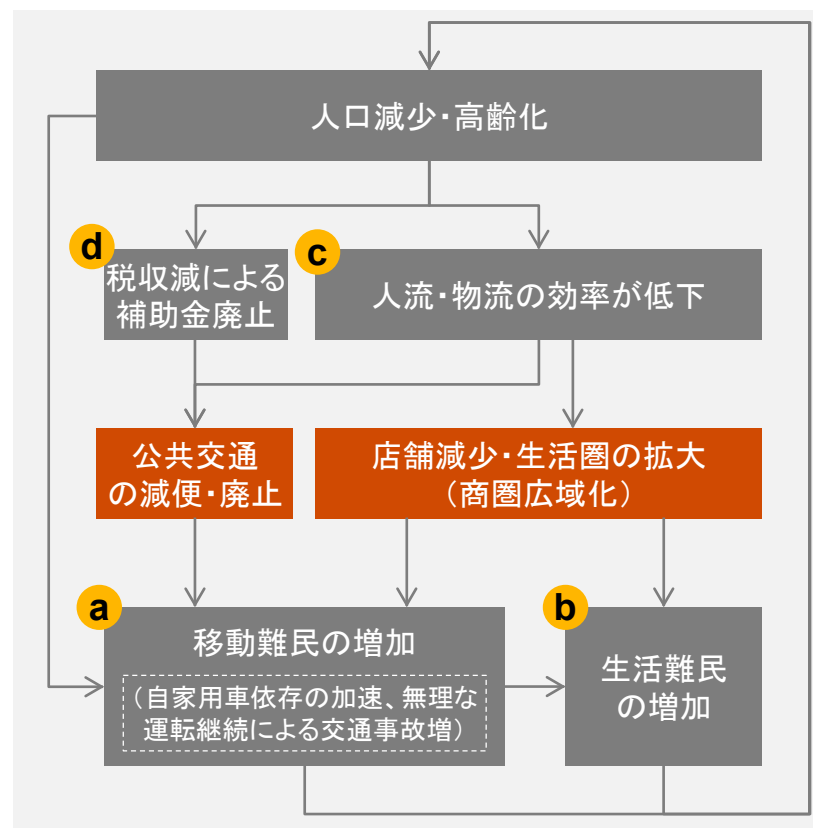 人口減少・高齢化
d
税収減による
補助金廃止
c
人流・物流の効率が低下
公共交通
の減便・廃止
店舗減少・生活圏の拡大
（商圏広域化）
a
移動難民の増加
（自家用車依存の加速、無理な
運転継続による交通事故増）
b
生活難民
の増加